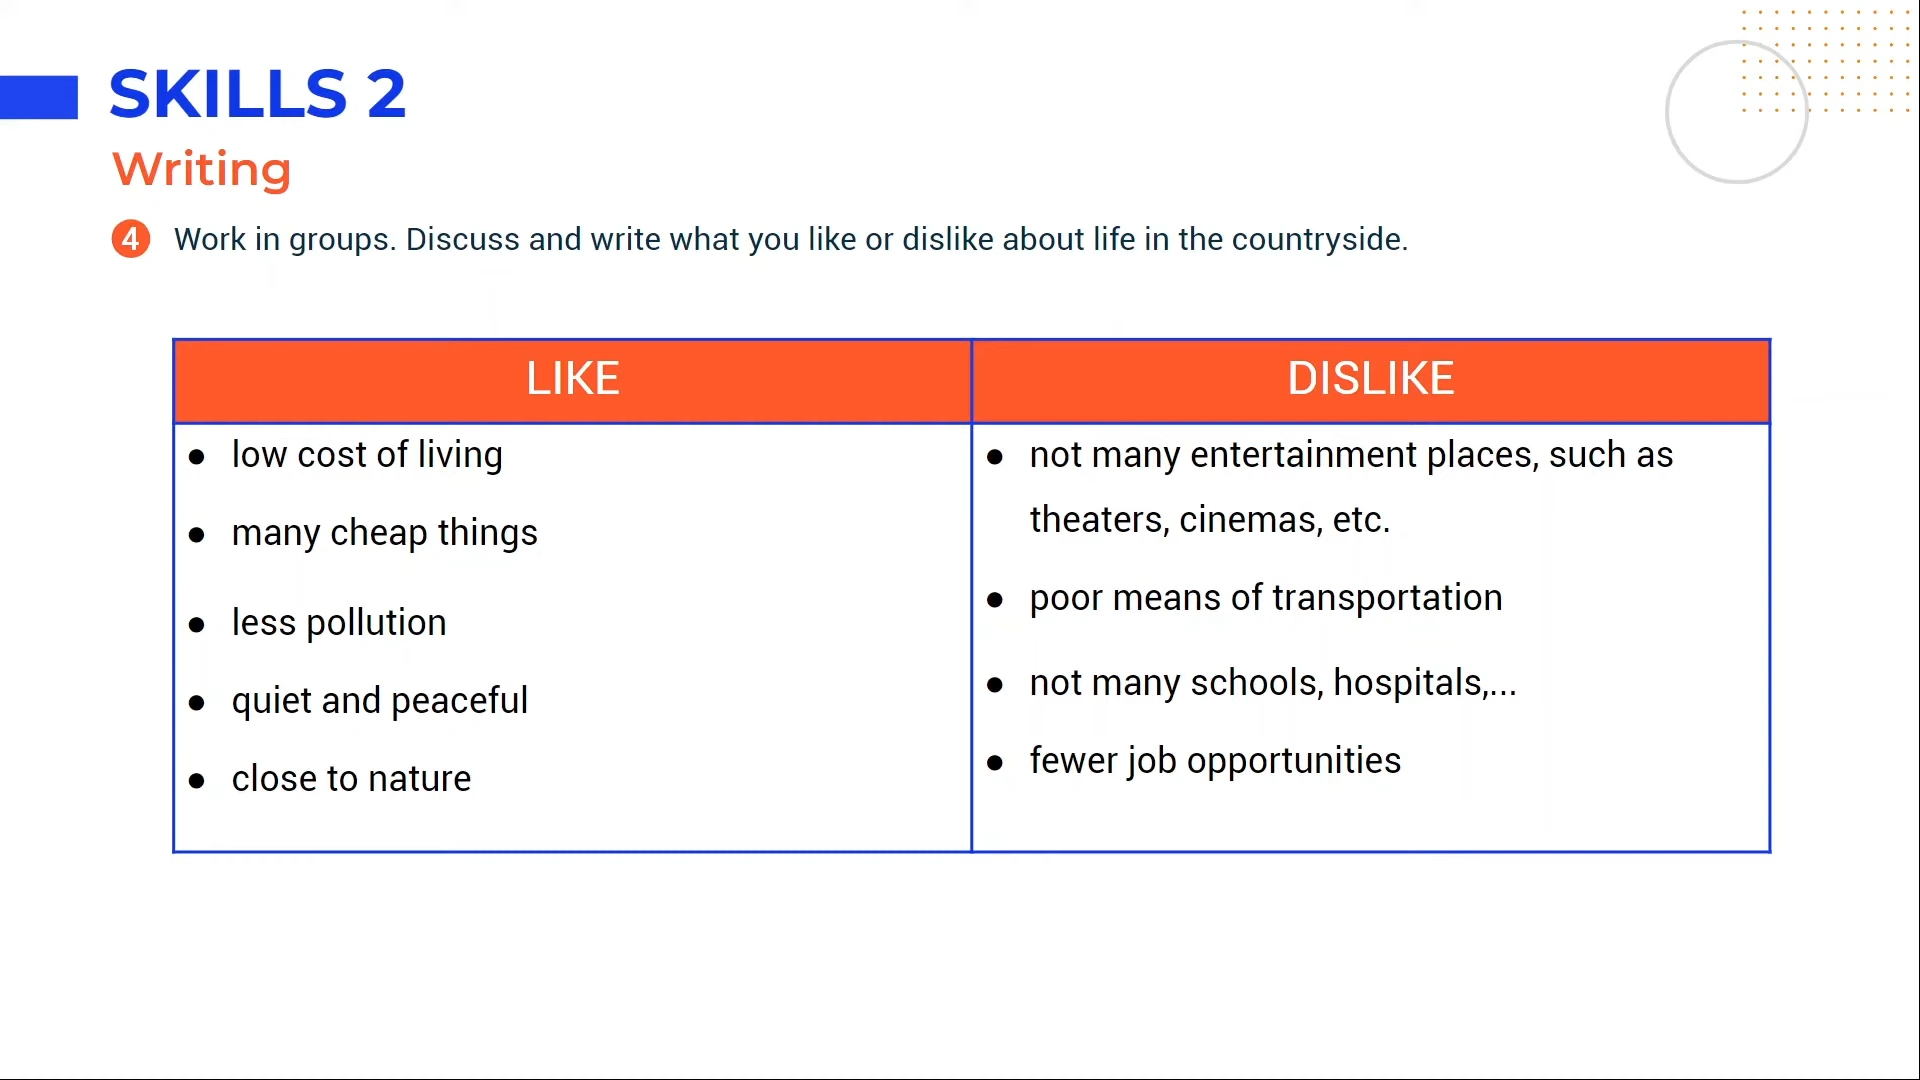 SKILLS 2
Writing
4 Work in groups. Discuss and write what you like or dislike about life in the countryside.
LIKE
● low cost of living
● many cheap things
● less pollution
● quiet and peaceful
● close to nature
DISLIKE
● not many entertainment places, such as
theaters, cinemas, etc.
● poor means of transportation
● not many schools, hospitals,...
● fewer job opportunities